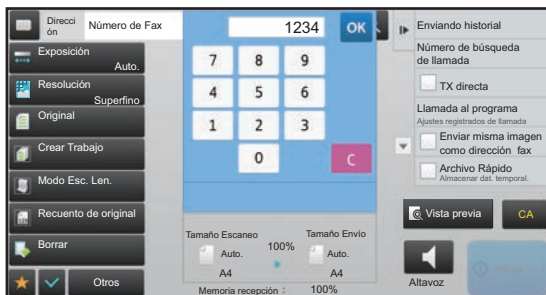 Direcci
ón
Número de Fax
1234
OK
Exposición
Auto.
Resolución
Superfino
Original
Crear Trabajo
Modo Esc. Len.
Recuento de original
Borrar
Otros
7 8 9
4 5 6
1 2 3
0 C
Tamaño Escaneo
100%
Tamaño Envio
Auto.
Auto.
A4
A4
Memoria recepción : 100%
Enviando historial
Número de búsqueda
de llamada
TX directa
Llamada al programa
Ajustes registrados de llamada
Enviar misma imagen
como dirección fax
Archivo Rápido
Almacenar dat. temporal.
Vista previa
CA
Altavoz
Iniciar